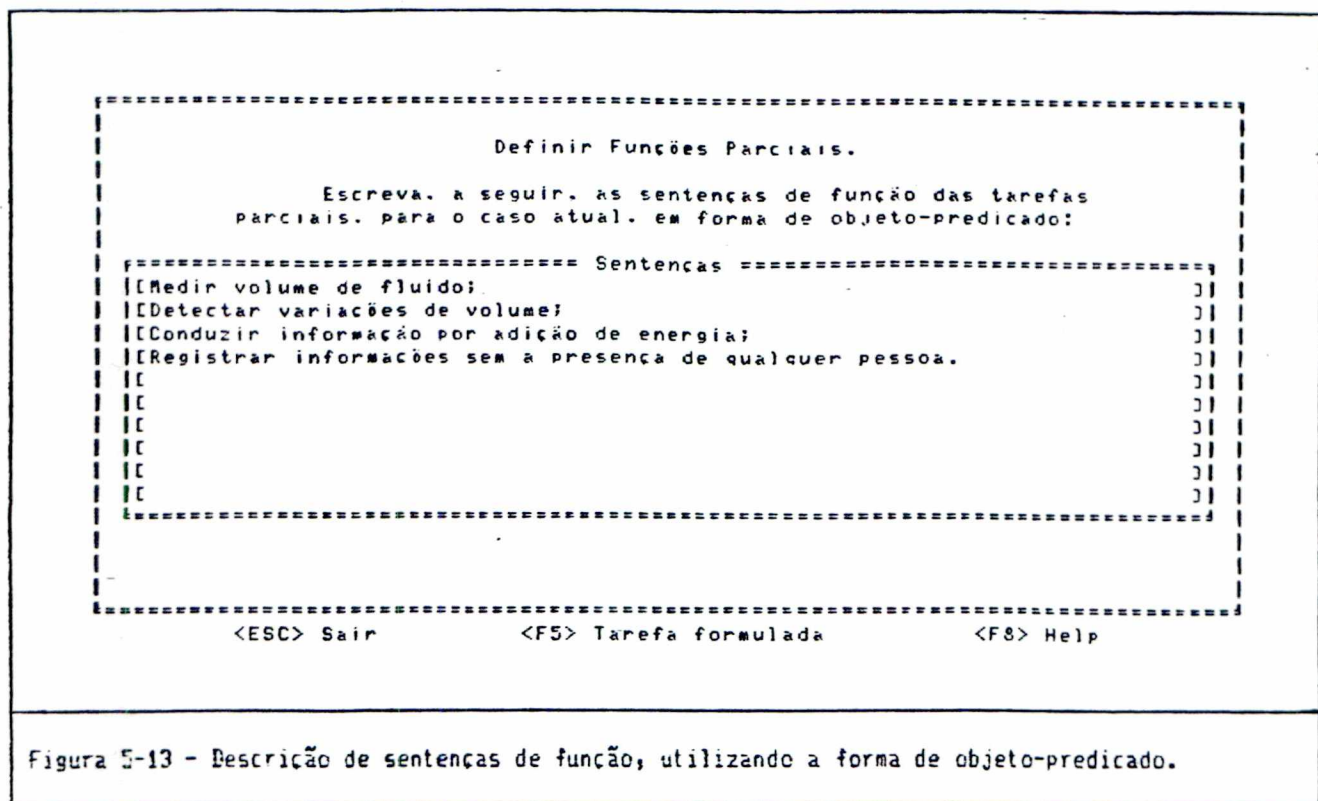 Definir Funções Parciais.
Escreva. a seguir. as sentenças de função das tarefas
parciais. para o caso atual. em forma de objeto-predicado:
Sentenças
[Medir volume de fluido; ]
[Detectar variacões de volume; ]
[Conduzir informação por adição de energia; ]
[Registrar informacões sem a presença de qualquer pessoa. ]
[ ]
[ ]
[ ]
[ ]
[ ]
[ ]
<ESC> Sair <F5> Tarefa formulada <F8> Help
Figura 5-13 - Descrição de sentenças de função, utilizando a forma de objeto-predicado.